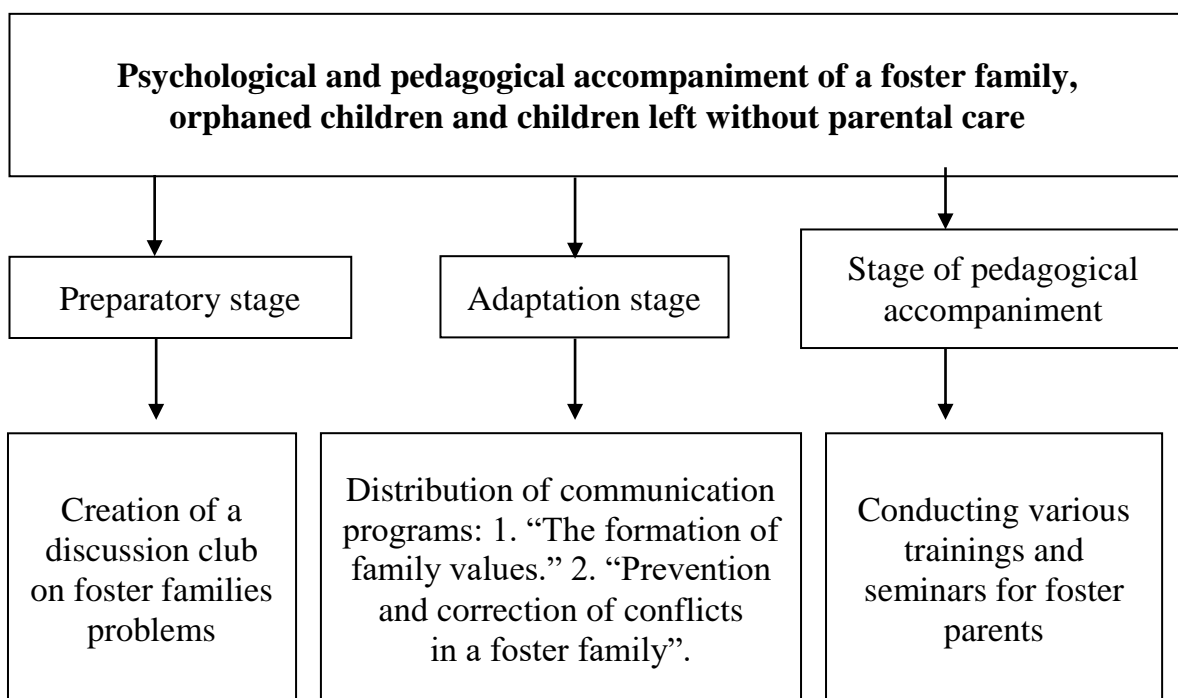 Psychological and pedagogical accompaniment of a foster family,
orphaned children and children left without parental care
Preparatory stage
Adaptation stage
Stage of pedagogical
accompaniment
Creation of a
discussion club
on foster families
problems
Distribution of communication
programs: 1. “The formation of
family values.” 2. “Prevention
and correction of conflicts
in a foster family”.
Conducting various
trainings and
seminars for foster
parents